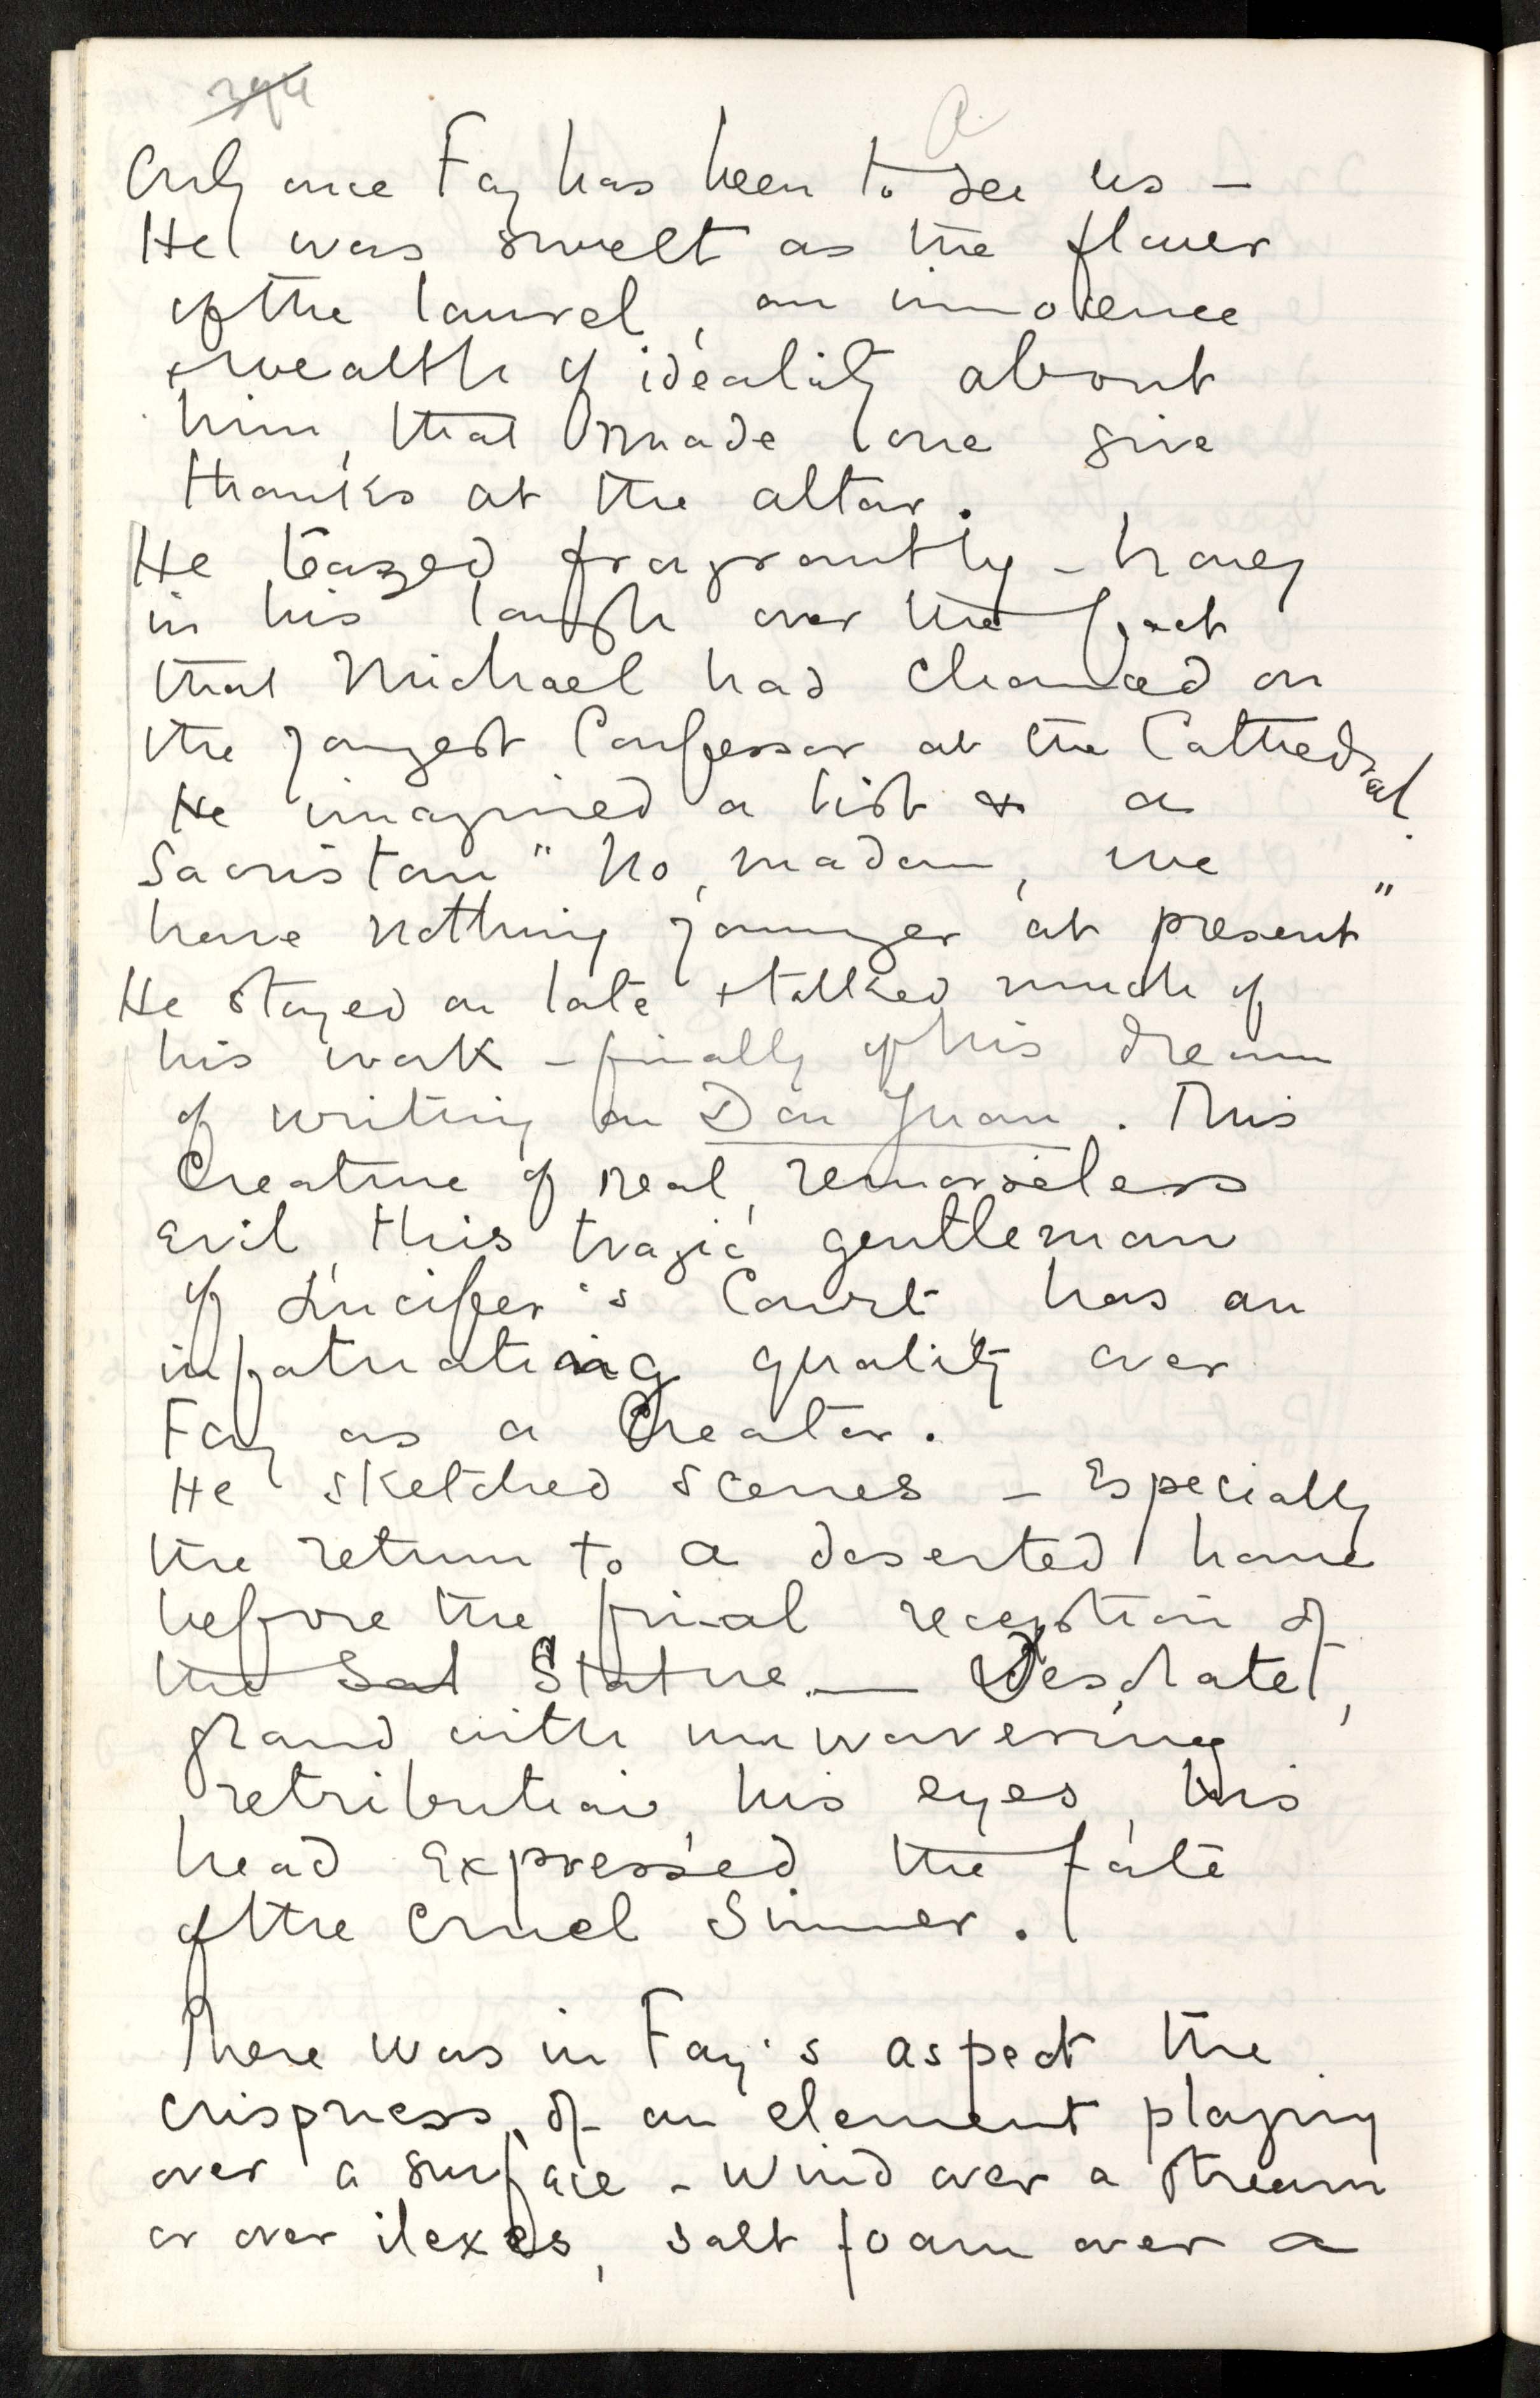 Only once Fay has been to see us –
He was sweet as the flower
of the laurel, an innocence
& wealth of ideality about
him, that made one give
thanks at the altar.
He teazed fragrantly – honey
in his laugh over the fact
that Michael had chanced on
the youngest Confessor at the Cathedral.
He imagined a list & a
Sacristan " No, madam, we
have nothing younger at present"
He stayed on late & talked much of
his work – finally of his dream
of writing on Don Juan. This
Creature of real, remorseless
evil, this tragic gentleman
of Lucifer's Court has an
infatuating quality over
Fay as a Creator.
He sketched scenes – Especially
the return to a deserted home
before the final reception of
the Sat Statue — Desolate,
grand with unwavering
retribution, his eyes, his
head expressed the fate
of the cruel Sinner.
There was in Fay's aspect the
crispness of an element playing
over a surface – wind over a stream
or over ilexes, salt foam over a